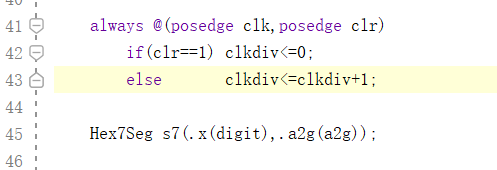 41 always @(posedge clk,posedge clr)
42 if(clr==1) clkdiv<=0;
43 else clkdiv<=clkdiv+1;
44
45 Hex7Seg s7(.x(digit),.a2g(a2g));
46